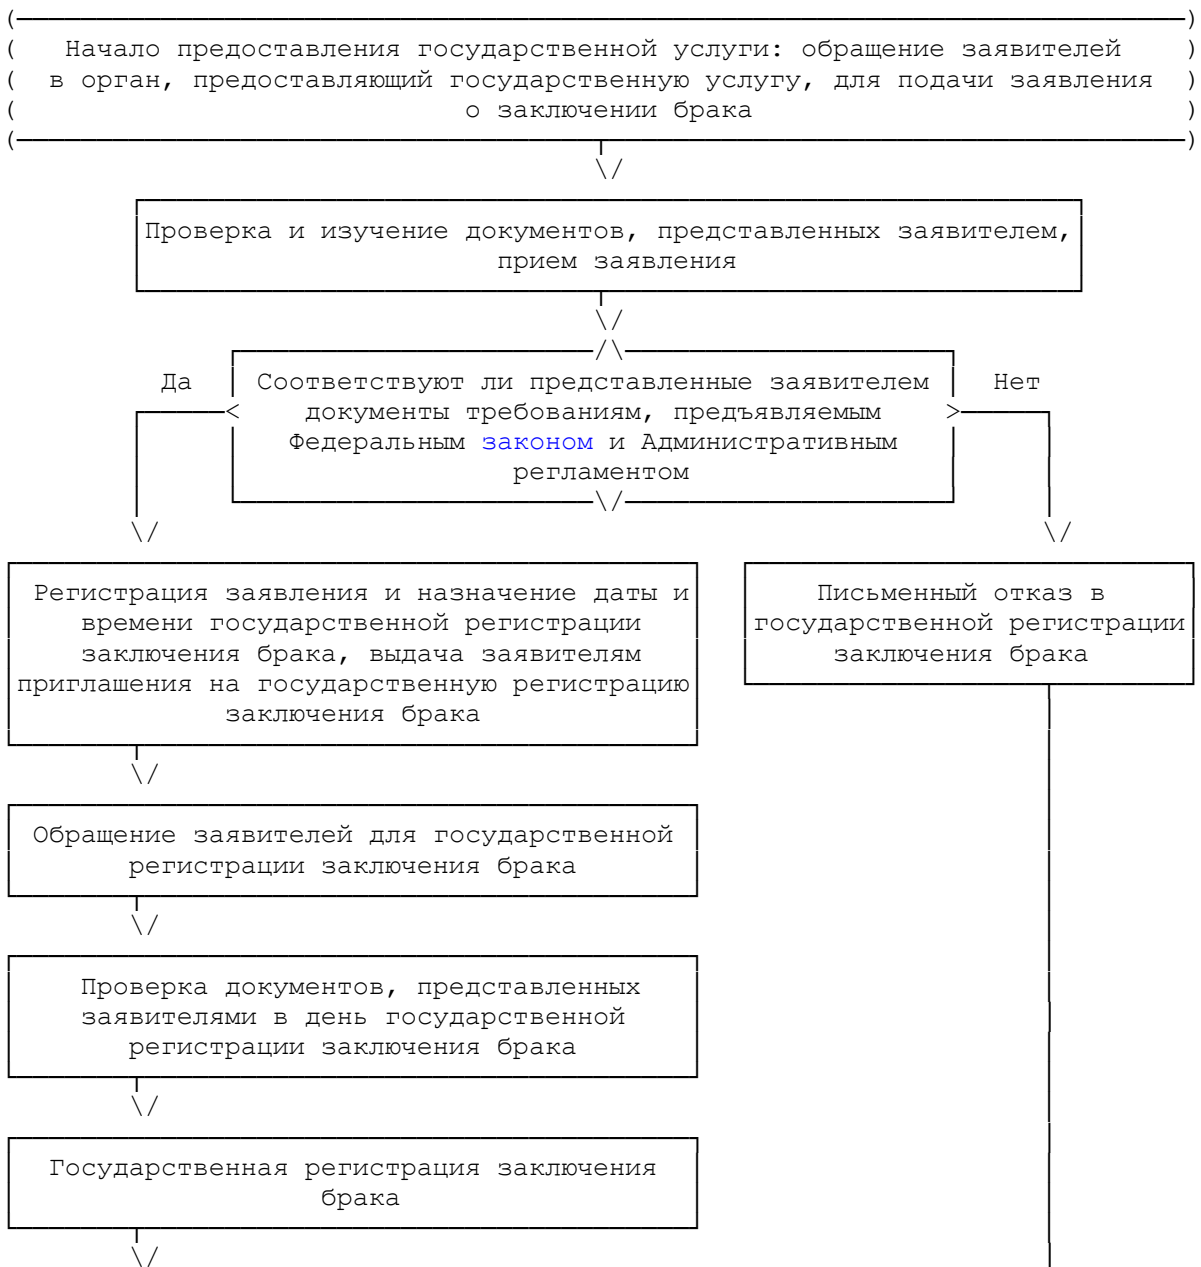 Начало предоставления государственной услуги: обращение заявителей
в орган, предоставляющий государственную услугу, для подачи заявления
о заключении брака
Проверка и изучение документов, представленных заявителем,
прием заявления
Да
Соответствуют ли представленные заявителем
документы требованиям, предъявляемым
Федеральным законом и Административным
регламентом
Нет
Регистрация заявления и назначение даты и
времени государственной регистрации
заключения брака, выдача заявителям
приглашения на государственную регистрацию
заключения брака
Письменный отказ в
государственной регистрации
заключения брака
Обращение заявителей для государственной
регистрации заключения брака
Проверка документов, представленных
заявителями в день государственной
регистрации заключения брака
Государственная регистрация заключения
брака